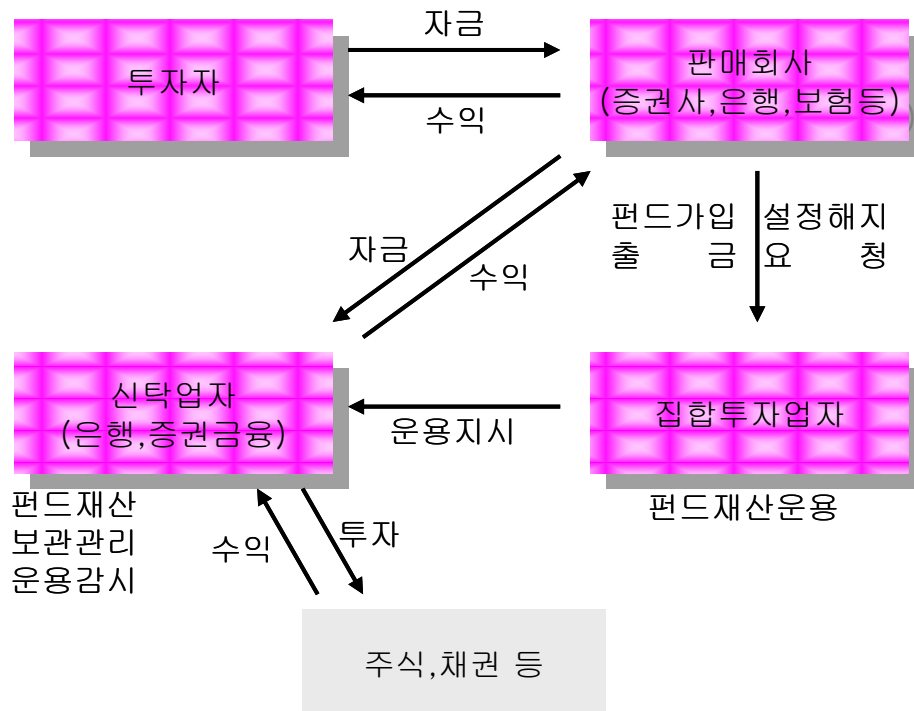 자금
투자자
판매회사
(증권사,은행,보험등)
수익
펀드가입 설정해지
출 금 요 청
자금
수익
신탁업자
(은행,증권금융)
운용지시
집합투자업자
펀드재산
보관관리
운용감시
펀드재산운용
수익
투자
주식,채권 등